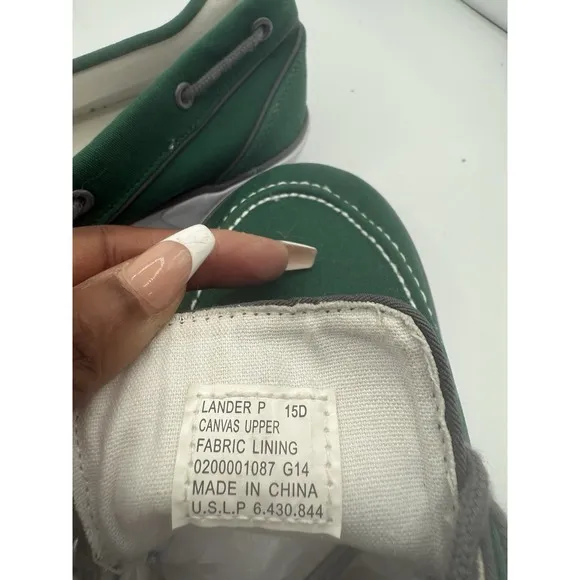 LANDER P 15D
CANVAS UPPER
FABRIC LINING
0200001087 G14
MADE IN CHINA
U.S.L.P 6.430.844